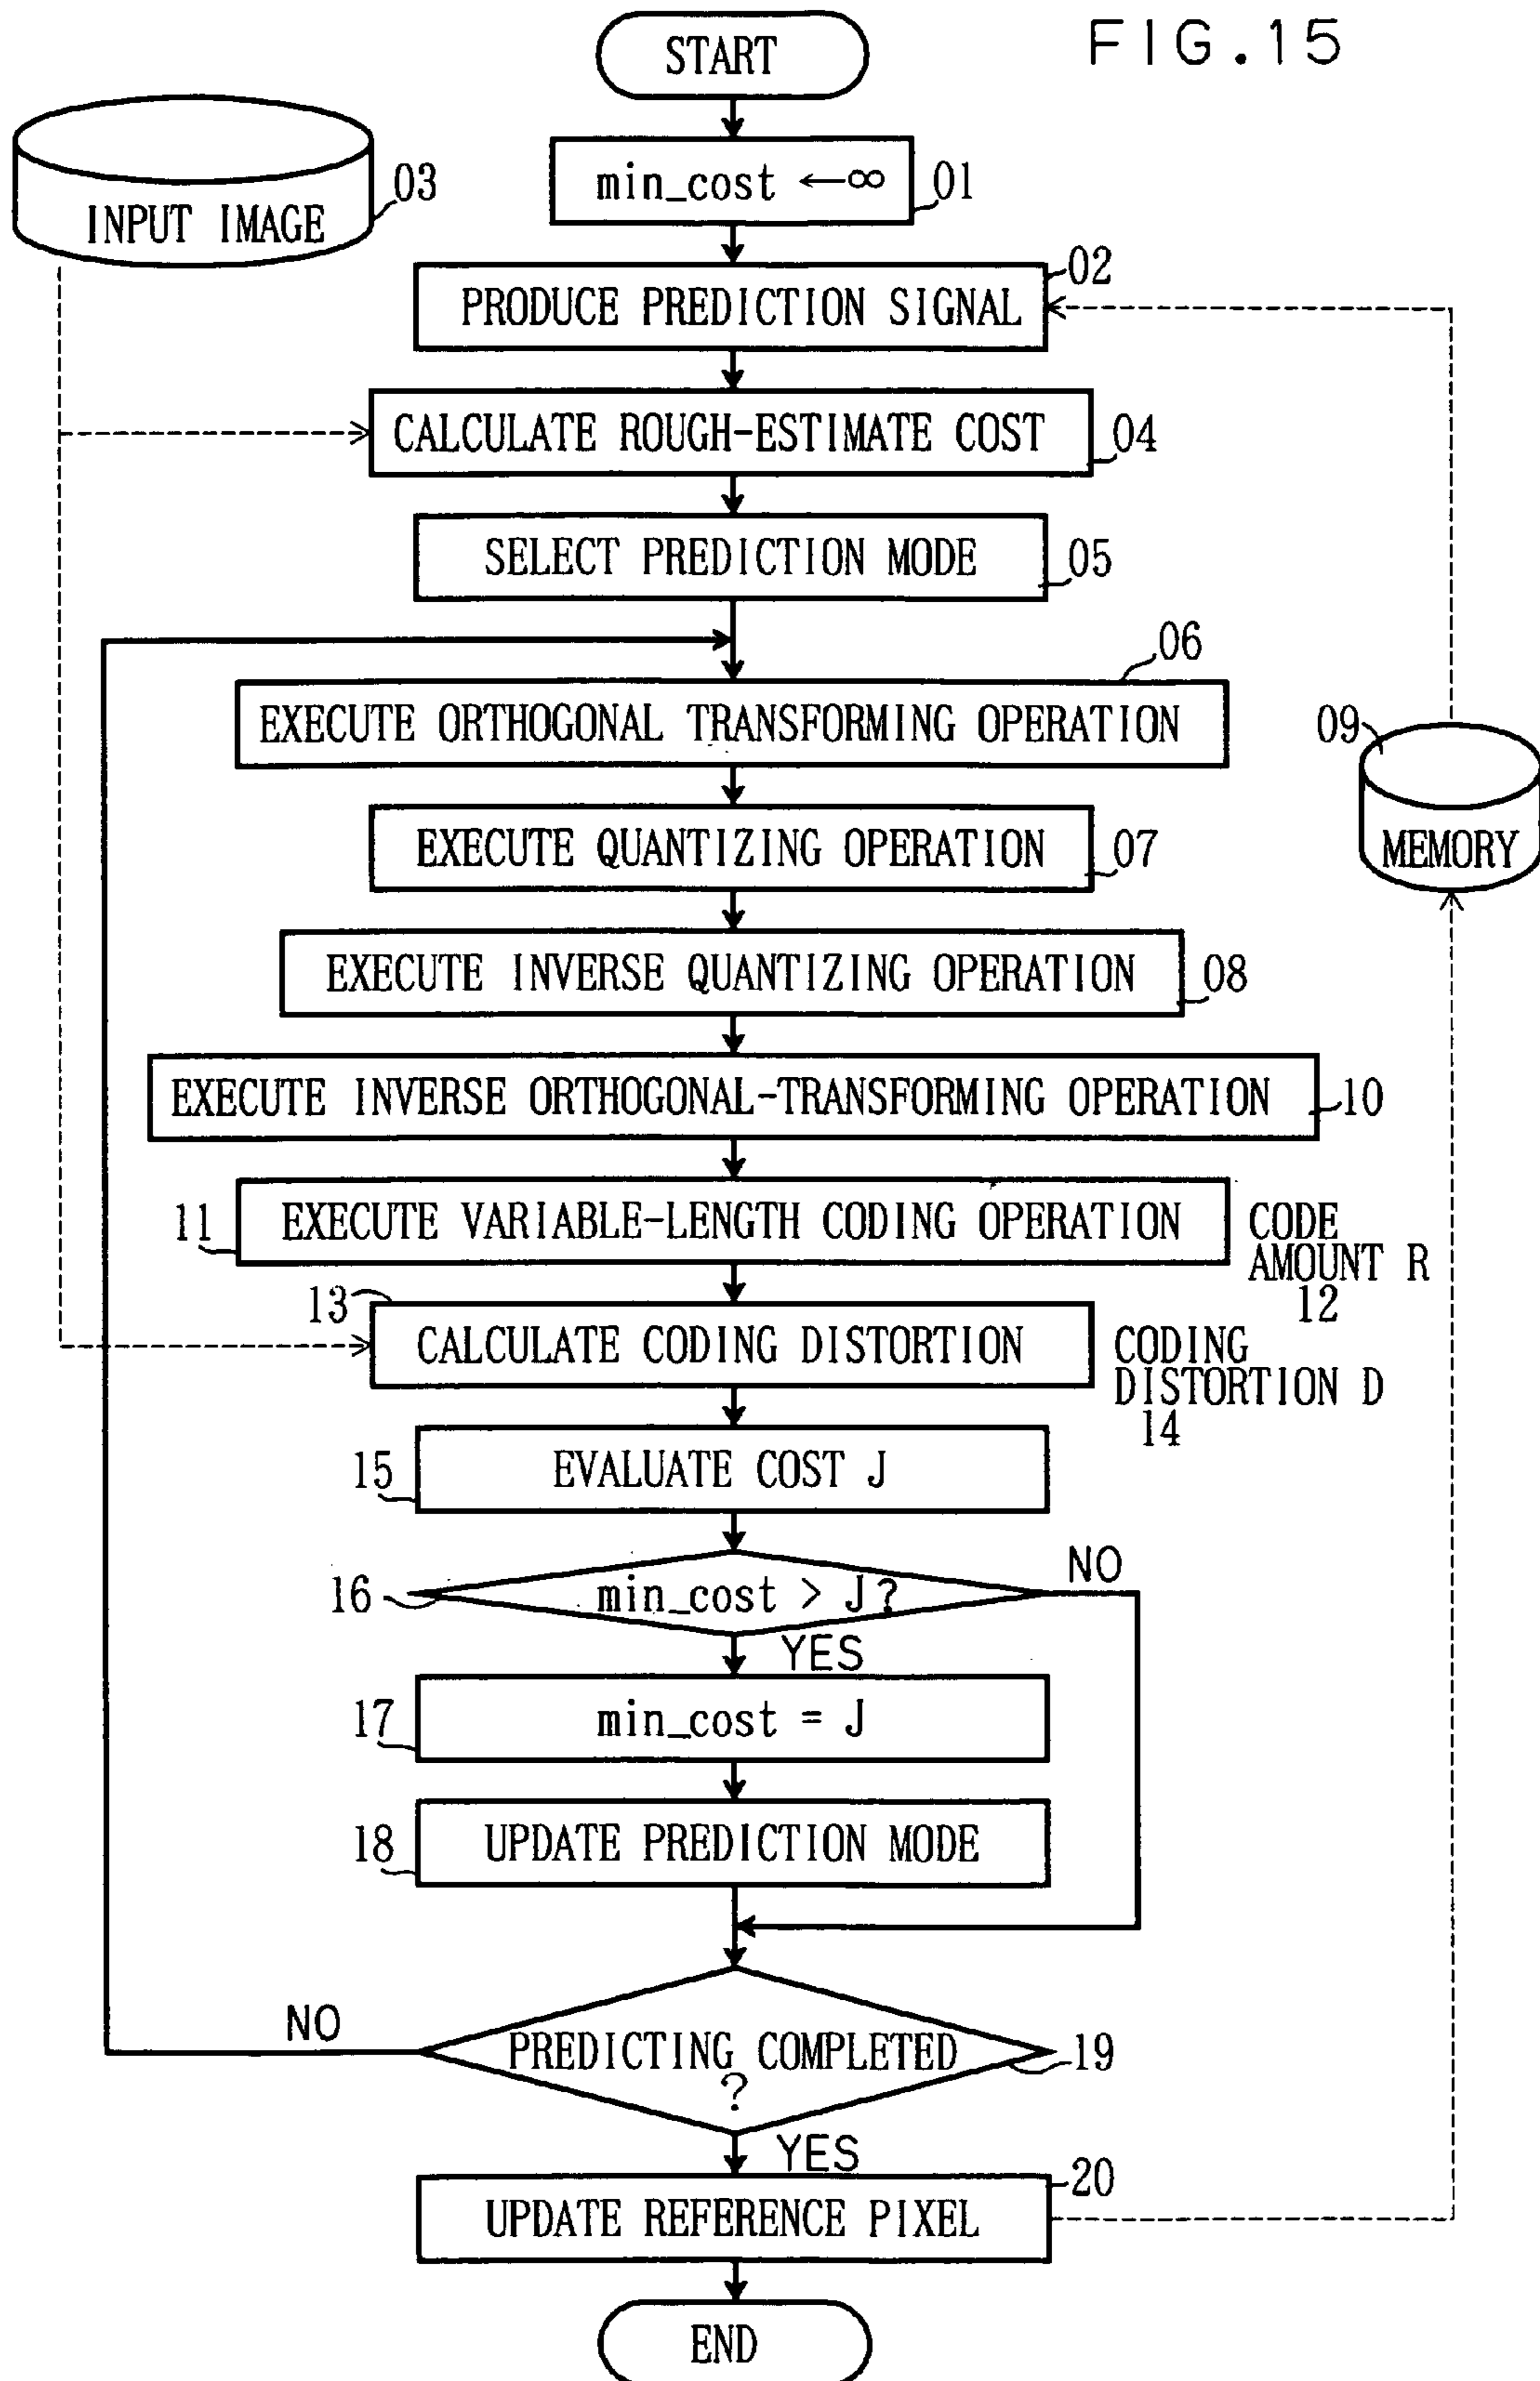 FIG.15
START
min_cost ←∞
01
INPUT IMAGE
03
PRODUCE PREDICTION SIGNAL
02
CALCULATE ROUGH-ESTIMATE COST
04
SELECT PREDICTION MODE
05
06
EXECUTE ORTHOGONAL TRANSFORMING OPERATION
09
MEMORY
EXECUTE QUANTIZING OPERATION
07
EXECUTE INVERSE QUANTIZING OPERATION
08
EXECUTE INVERSE ORTHOGONAL-TRANSFORMING OPERATION
10
11
EXECUTE VARIABLE-LENGTH CODING OPERATION
CODE
AMOUNT R
12
13
CALCULATE CODING DISTORTION
CODING
DISTORTION D
14
15
EVALUATE COST J
16
min_cost > J?
NO
YES
17
min_cost = J
18
UPDATE PREDICTION MODE
NO
PREDICTING COMPLETED
?
19
YES
20
UPDATE REFERENCE PIXEL
END